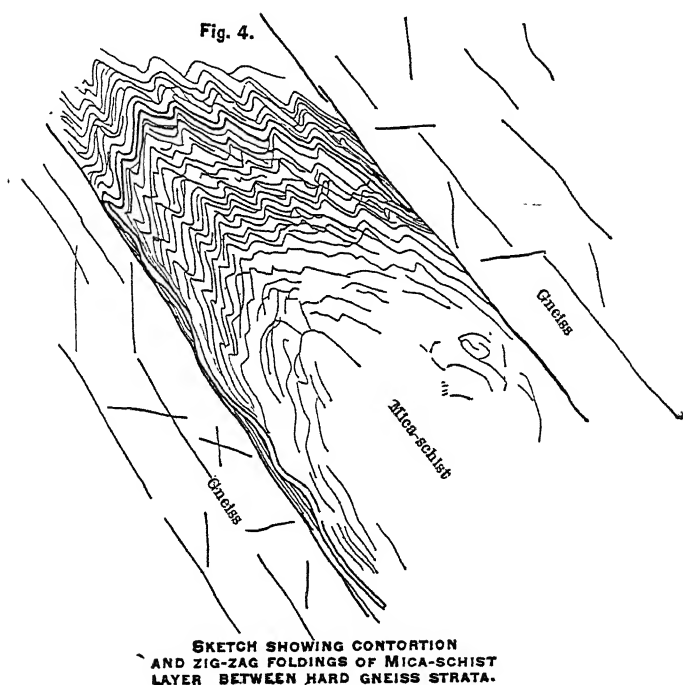 Fig. 4.
Gneiss
Mica-schist
Gneiss
SKETCH SHOWING CONTORTION
AND ZIG-ZAG FOLDINGS OF MICA-SCHIST
LAYER BETWEEN HARD GNEISS STRATA.